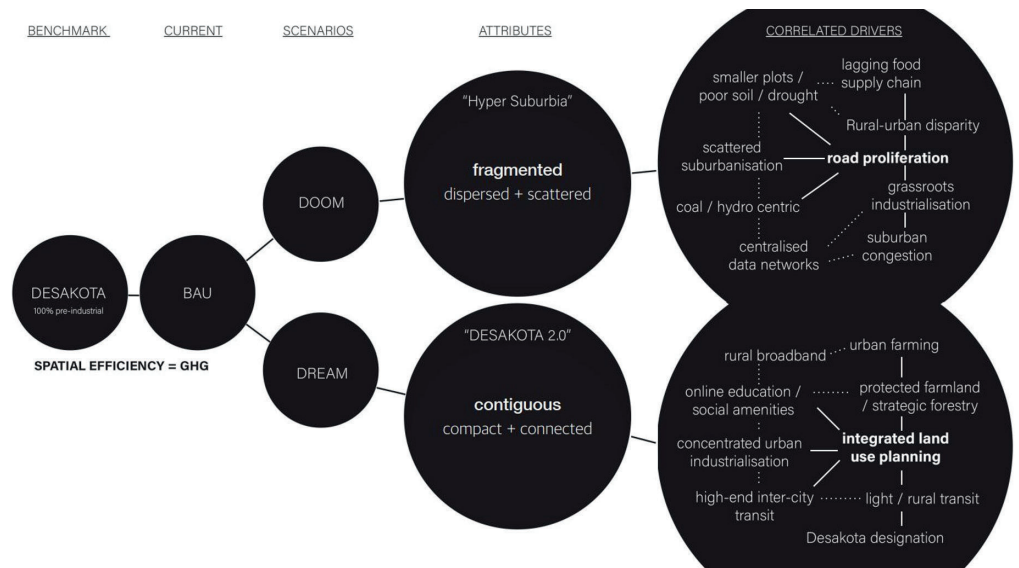 BENCHMARK
CURRENT
SCENARIOS
ATTRIBUTES
CORRELATED DRIVERS
DESAKOTA
100% pre-industrial
BAU
SPATIAL EFFICIENCY = GHG
DOOM
DREAM
"Hyper Suburbia"
fragmented
dispersed + scattered
"DESAKOTA 2.0"
contiguous
compact + connected
lagging food
supply chain
smaller plots /
poor soil / drought
Rural-urban disparity
scattered
suburbanisation
road proliferation
grassroots
industrialisation
coal / hydro centric
suburban
congestion
centralised
data networks
urban farming
rural broadband
online education /
social amenities
protected farmland
/ strategic forestry
concentrated urban
industrialisation
integrated land
use planning
high-end inter-city
transit
light / rural transit
Desakota designation